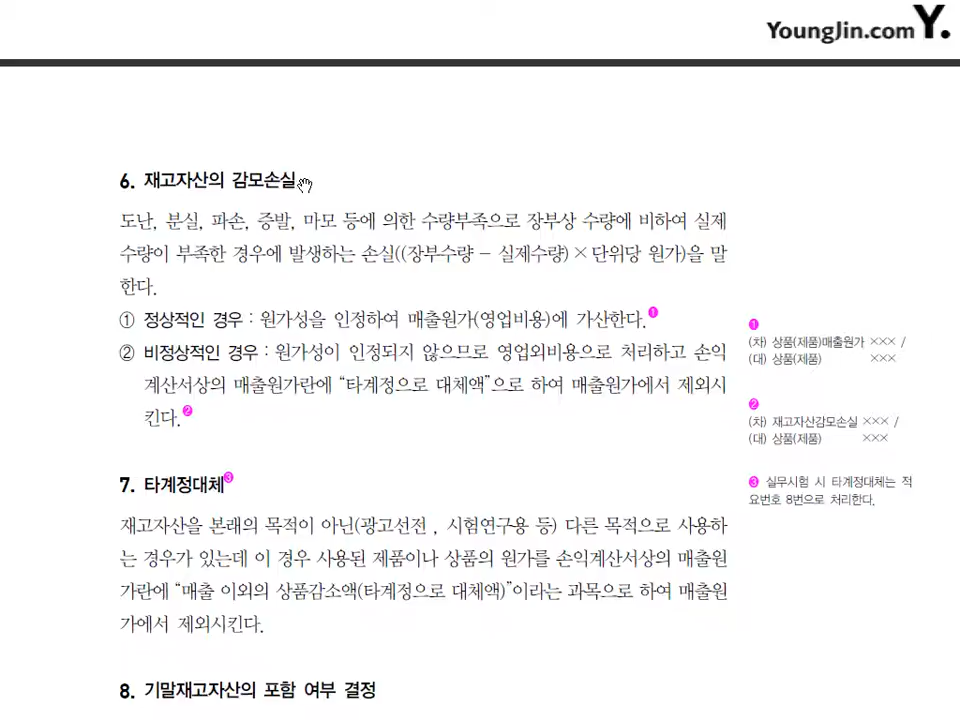 YoungJin.com Y.
6. 재고자산의 감모손실
도난, 분실, 파손, 증발, 마모 등에 의한 수량부족으로 장부상 수량에 비하여 실제
수량이 부족한 경우에 발생하는 손실((장부수량 - 실제수량)×단위당 원가)을 말
한다.
① 정상적인 경우 : 원가성을 인정하여 매출원가(영업비용)에 가산한다.❶
② 비정상적인 경우 : 원가성이 인정되지 않으므로 영업외비용으로 처리하고 손익
계산서상의 매출원가란에 “타계정으로 대체액”으로 하여 매출원가에서 제외시
킨다.❷
❶
(차) 상품(제품)매출원가 ××× /
(대) 상품(제품) ×××
❷
(차) 재고자산감모손실 ××× /
(대) 상품(제품) ×××
7. 타계정대체❸
❸ 실무시험 시 타계정대체는 적
요번호 8번으로 처리한다.
재고자산을 본래의 목적이 아닌(광고선전 , 시험연구용 등) 다른 목적으로 사용하
는 경우가 있는데 이 경우 사용된 제품이나 상품의 원가를 손익계산서상의 매출원
가란에 “매출 이외의 상품감소액(타계정으로 대체액)”이라는 과목으로 하여 매출원
가에서 제외시킨다.
8. 기말재고자산의 포함 여부 결정